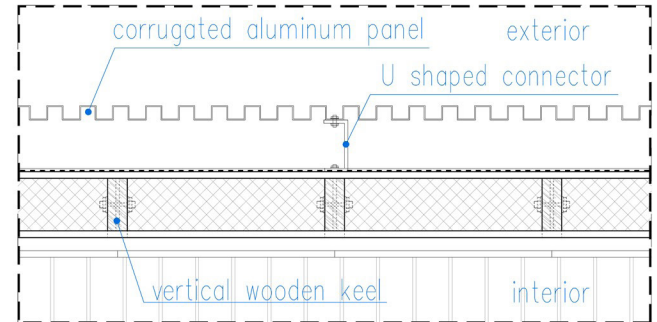 corrugated aluminum panel
exterior
U shaped connector
vertical wooden keel
interior